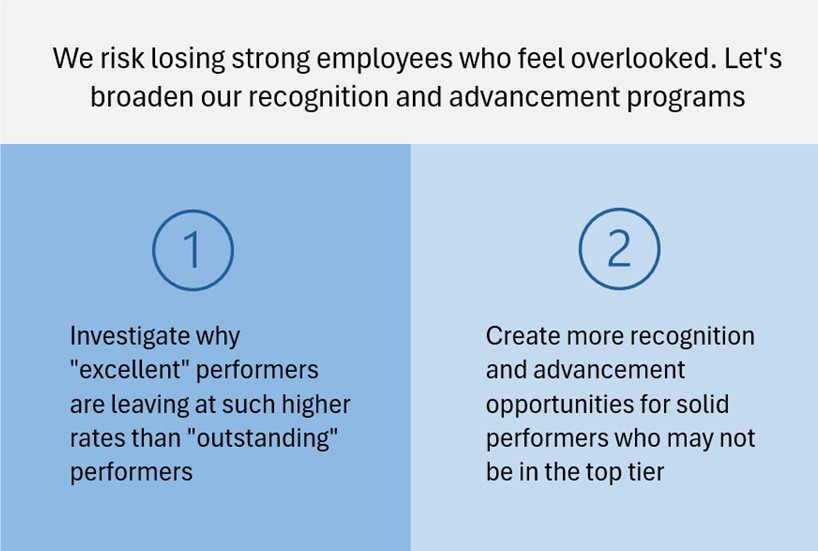 We risk losing strong employees who feel overlooked. Let's
broaden our recognition and advancement programs
1
Investigate why
"excellent" performers
are leaving at such higher
rates than "outstanding"
performers
2
Create more recognition
and advancement
opportunities for solid
performers who may not
be in the top tier